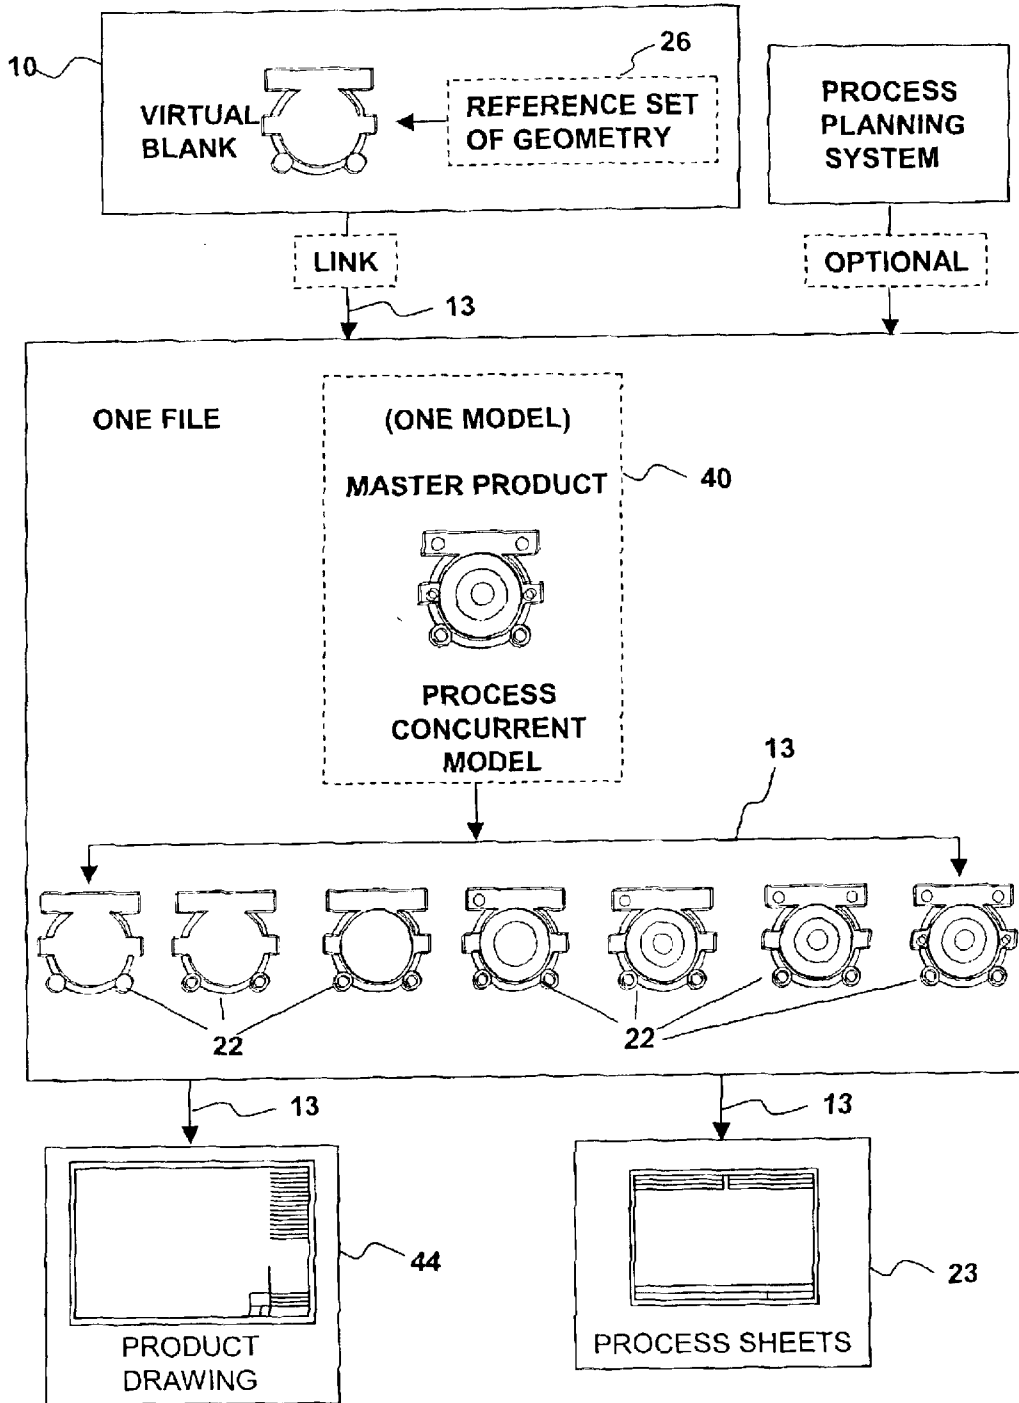 10
26
VIRTUAL
BLANK
REFERENCE SET
OF GEOMETRY
PROCESS
PLANNING
SYSTEM
LINK
OPTIONAL
13
ONE FILE
(ONE MODEL)
MASTER PRODUCT
40
PROCESS
CONCURRENT
MODEL
13
22
22
13
13
44
23
PRODUCT
DRAWING
PROCESS SHEETS